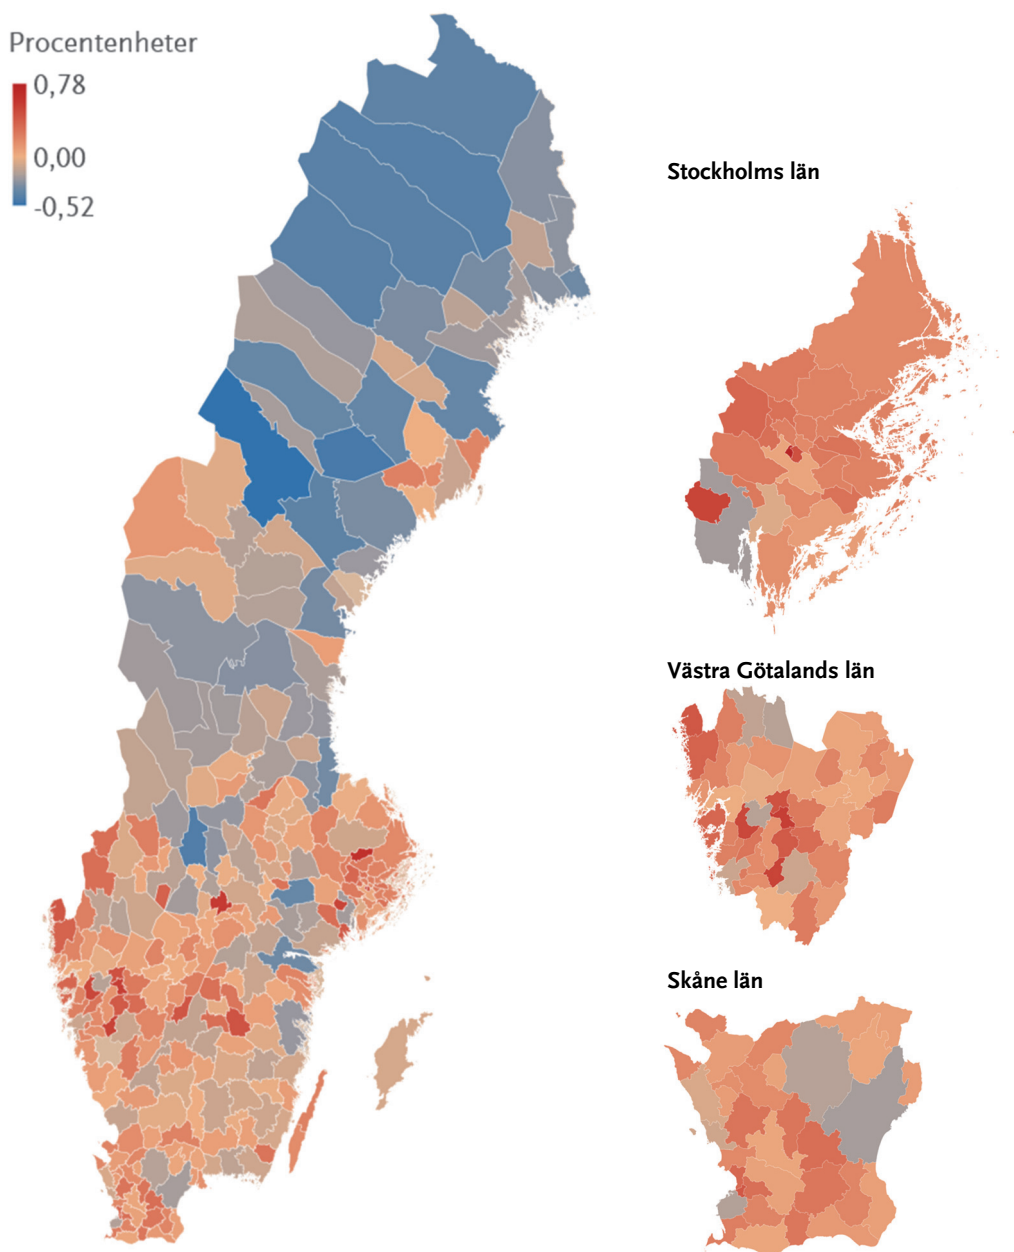 Procentenheter
0,78
0,00
-0,52
Stockholms län
Västra Götalands län
Skåne län